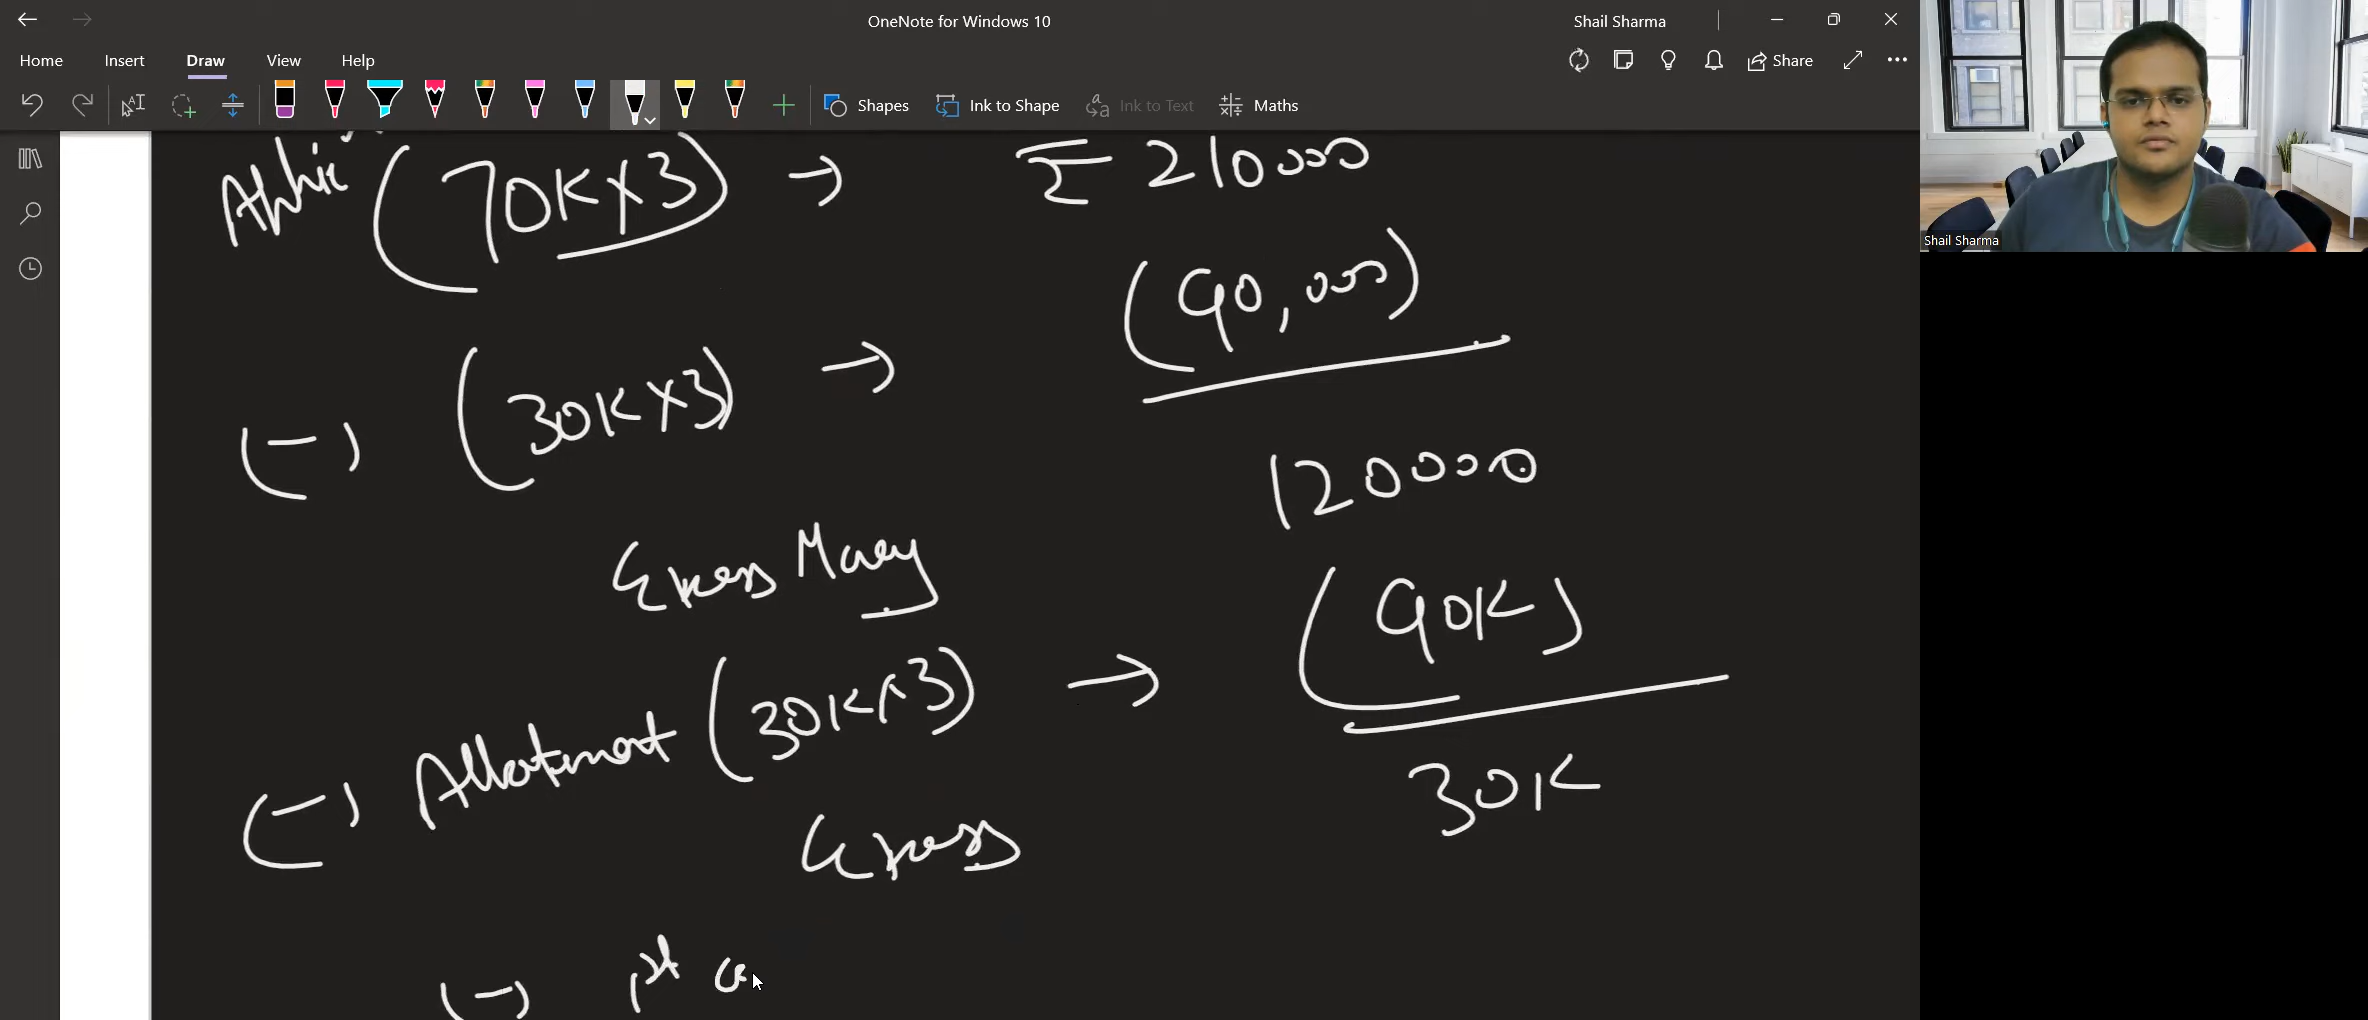 OneNote for Windows 10
Shail Sharma
Home Insert Draw View Help
Share
Shapes Ink to Shape Ink to Text Maths
(70K×3) → ₹ 210000
(-) (30K×3) → (90,000)
120000
Excess Money
(-) Allotment (30K×3) → (90K)
30K
Excess
(-) 1st Ca
Shail Sharma